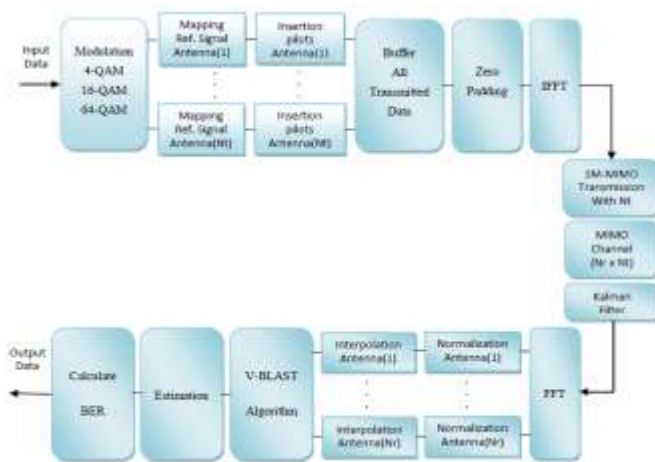 Input
Data
Modulation
4-QAM
16-QAM
64-QAM
Mapping
Ref. Signal
Antenna(1)
Insertion
pilots
Antenna(1)
Mapping
Ref. Signal
Antenna(Nt)
Insertion
pilots
Antenna(Nt)
Buffer
All
Transmitted
Data
Zero
Padding
IFFT
SM-MIMO
Transmission
With Nt
MIMO
Channel
(Nr x Nt)
Kalman
Filter
Output
Data
Calculate
BER
Estimation
V-BLAST
Algorithm
Interpolation
Antenna(1)
Normalization
Antenna(1)
Interpolation
Antenna(Nr)
Normalization
Antenna(Nr)
FFT